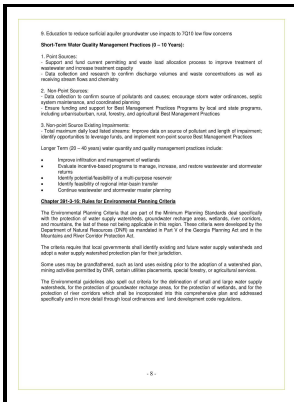 9. Education to reduce surficial aquifer groundwater use impacts to 7Q10 low flow concerns
Short-Term Water Quality Management Practices (0 – 10 Years):
1. Point Sources:
- Support and fund current permitting and waste load allocation process to improve treatment of
wastewater and increase treatment capacity
- Data collection and research to confirm discharge volumes and waste concentrations as well as
receiving stream flows and chemistry
2. Non-Point Sources:
- Data collection to confirm source of pollutants and causes; encourage storm water ordinances, septic
system maintenance, and coordinated planning
- Ensure funding and support for Best Management Practices Programs by local and state programs,
including urban/suburban, rural, forestry, and agricultural Best Management Practices
3. Non-point Source Existing Impairments:
- Total maximum daily load listed streams: Improve data on source of pollutant and length of impairment;
identify opportunities to leverage funds, and implement non-point source Best Management Practices
Longer Term (20 – 40 years) water quantity and quality management practices include:
• Improve infiltration and management of wetlands
• Evaluate incentive-based programs to manage, increase, and restore wastewater and stormwater
returns
• Identify potential/feasibility of a multi-purpose reservoir
• Identify feasibility of regional inter-basin transfer
• Continue wastewater and stormwater master planning
Chapter 391-3-16: Rules for Environmental Planning Criteria
The Environmental Planning Criteria that are part of the Minimum Planning Standards deal specifically
with the protection of water supply watersheds, groundwater recharge areas, wetlands, river corridors,
and mountains, the last of these not being applicable in this region. These criteria were developed by the
Department of Natural Resources (DNR) as mandated in Part V of the Georgia Planning Act and in the
Mountains and River Corridor Protection Act.
The criteria require that local governments shall identify existing and future water supply watersheds and
adopt a water supply watershed protection plan for their jurisdiction.
Some uses may be grandfathered, such as land uses existing prior to the adoption of a watershed plan,
mining activities permitted by DNR, certain utilities placements, special forestry, or agricultural services.
The Environmental guidelines also spell out criteria for the delineation of small and large water supply
watersheds, for the protection of groundwater recharge areas, for the protection of wetlands, and for the
protection of river corridors which shall be incorporated into this comprehensive plan and addressed
specifically and in more detail through local ordinances and land development code regulations.
- 8 -